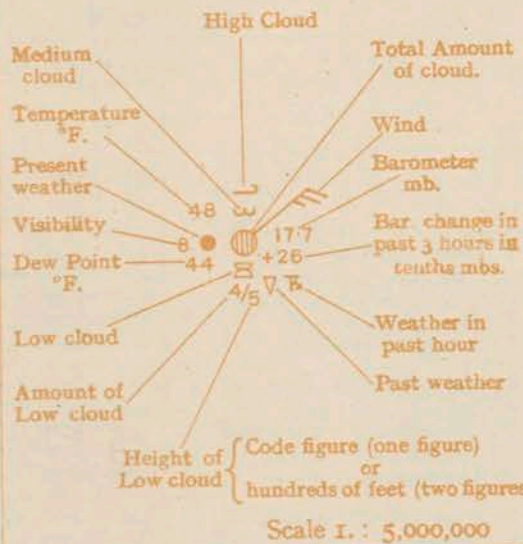 High Cloud
Medium
cloud
Total Amount
of cloud.
Temperature
°F.
Wind
Present
weather
Barometer
mb.
48
Visibility
8
17.7
Bar. change in
past 3 hours in
tenths mbs.
+26
Dew Point
°F.
44
4/5
Low cloud
Weather in
past hour
Amount of
Low cloud
Past weather
Height of
Low cloud
Code figure (one figure)
or
hundreds of feet (two figures
Scale 1. : 5,000,000